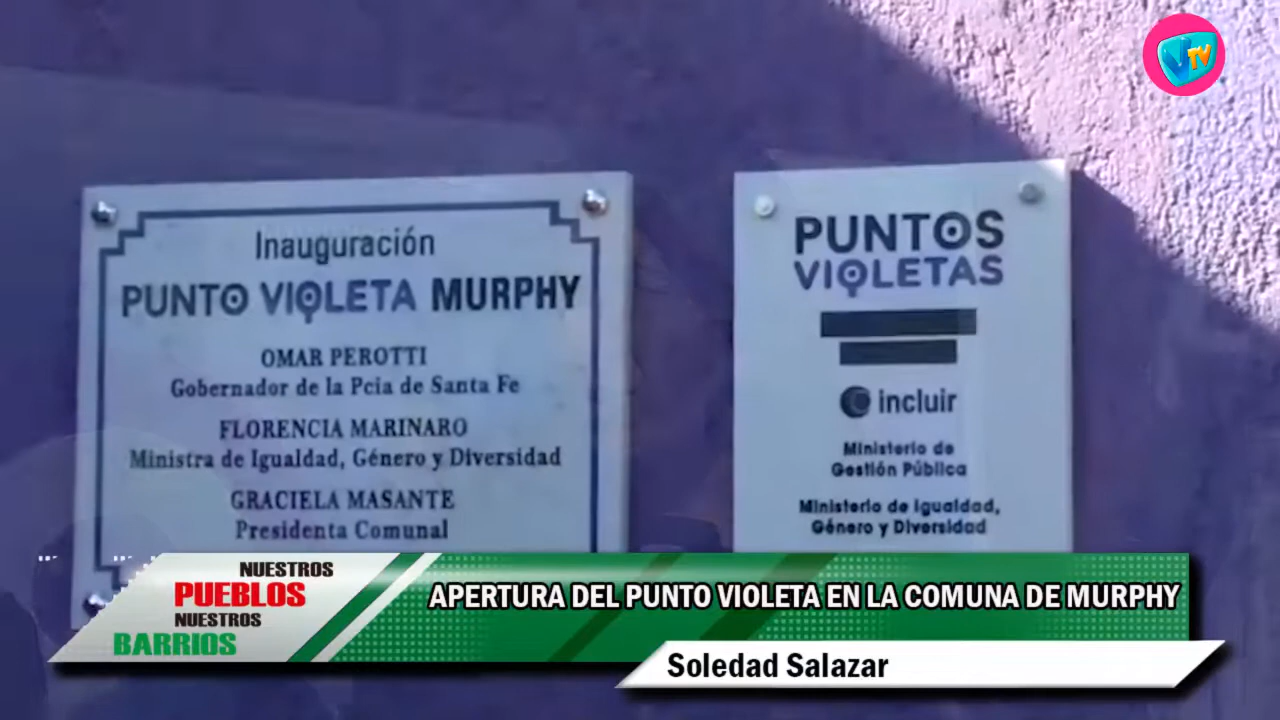 VTV
Inauguración
PUNTO VIOLETA MURPHY
OMAR PEROTTI
Gobernador de la Pcia de Santa Fe
FLORENCIA MARINARO
Ministra de Igualdad, Género y Diversidad
GRACIELA MASANTE
Presidenta Comunal
PUNTOS
VIOLETAS
incluir
Ministerio de
Gestión Pública
Ministerio de Igualdad,
Género y Diversidad
NUESTROS
PUEBLOS
NUESTROS
BARRIOS
APERTURA DEL PUNTO VIOLETA EN LA COMUNA DE MURPHY
Soledad Salazar